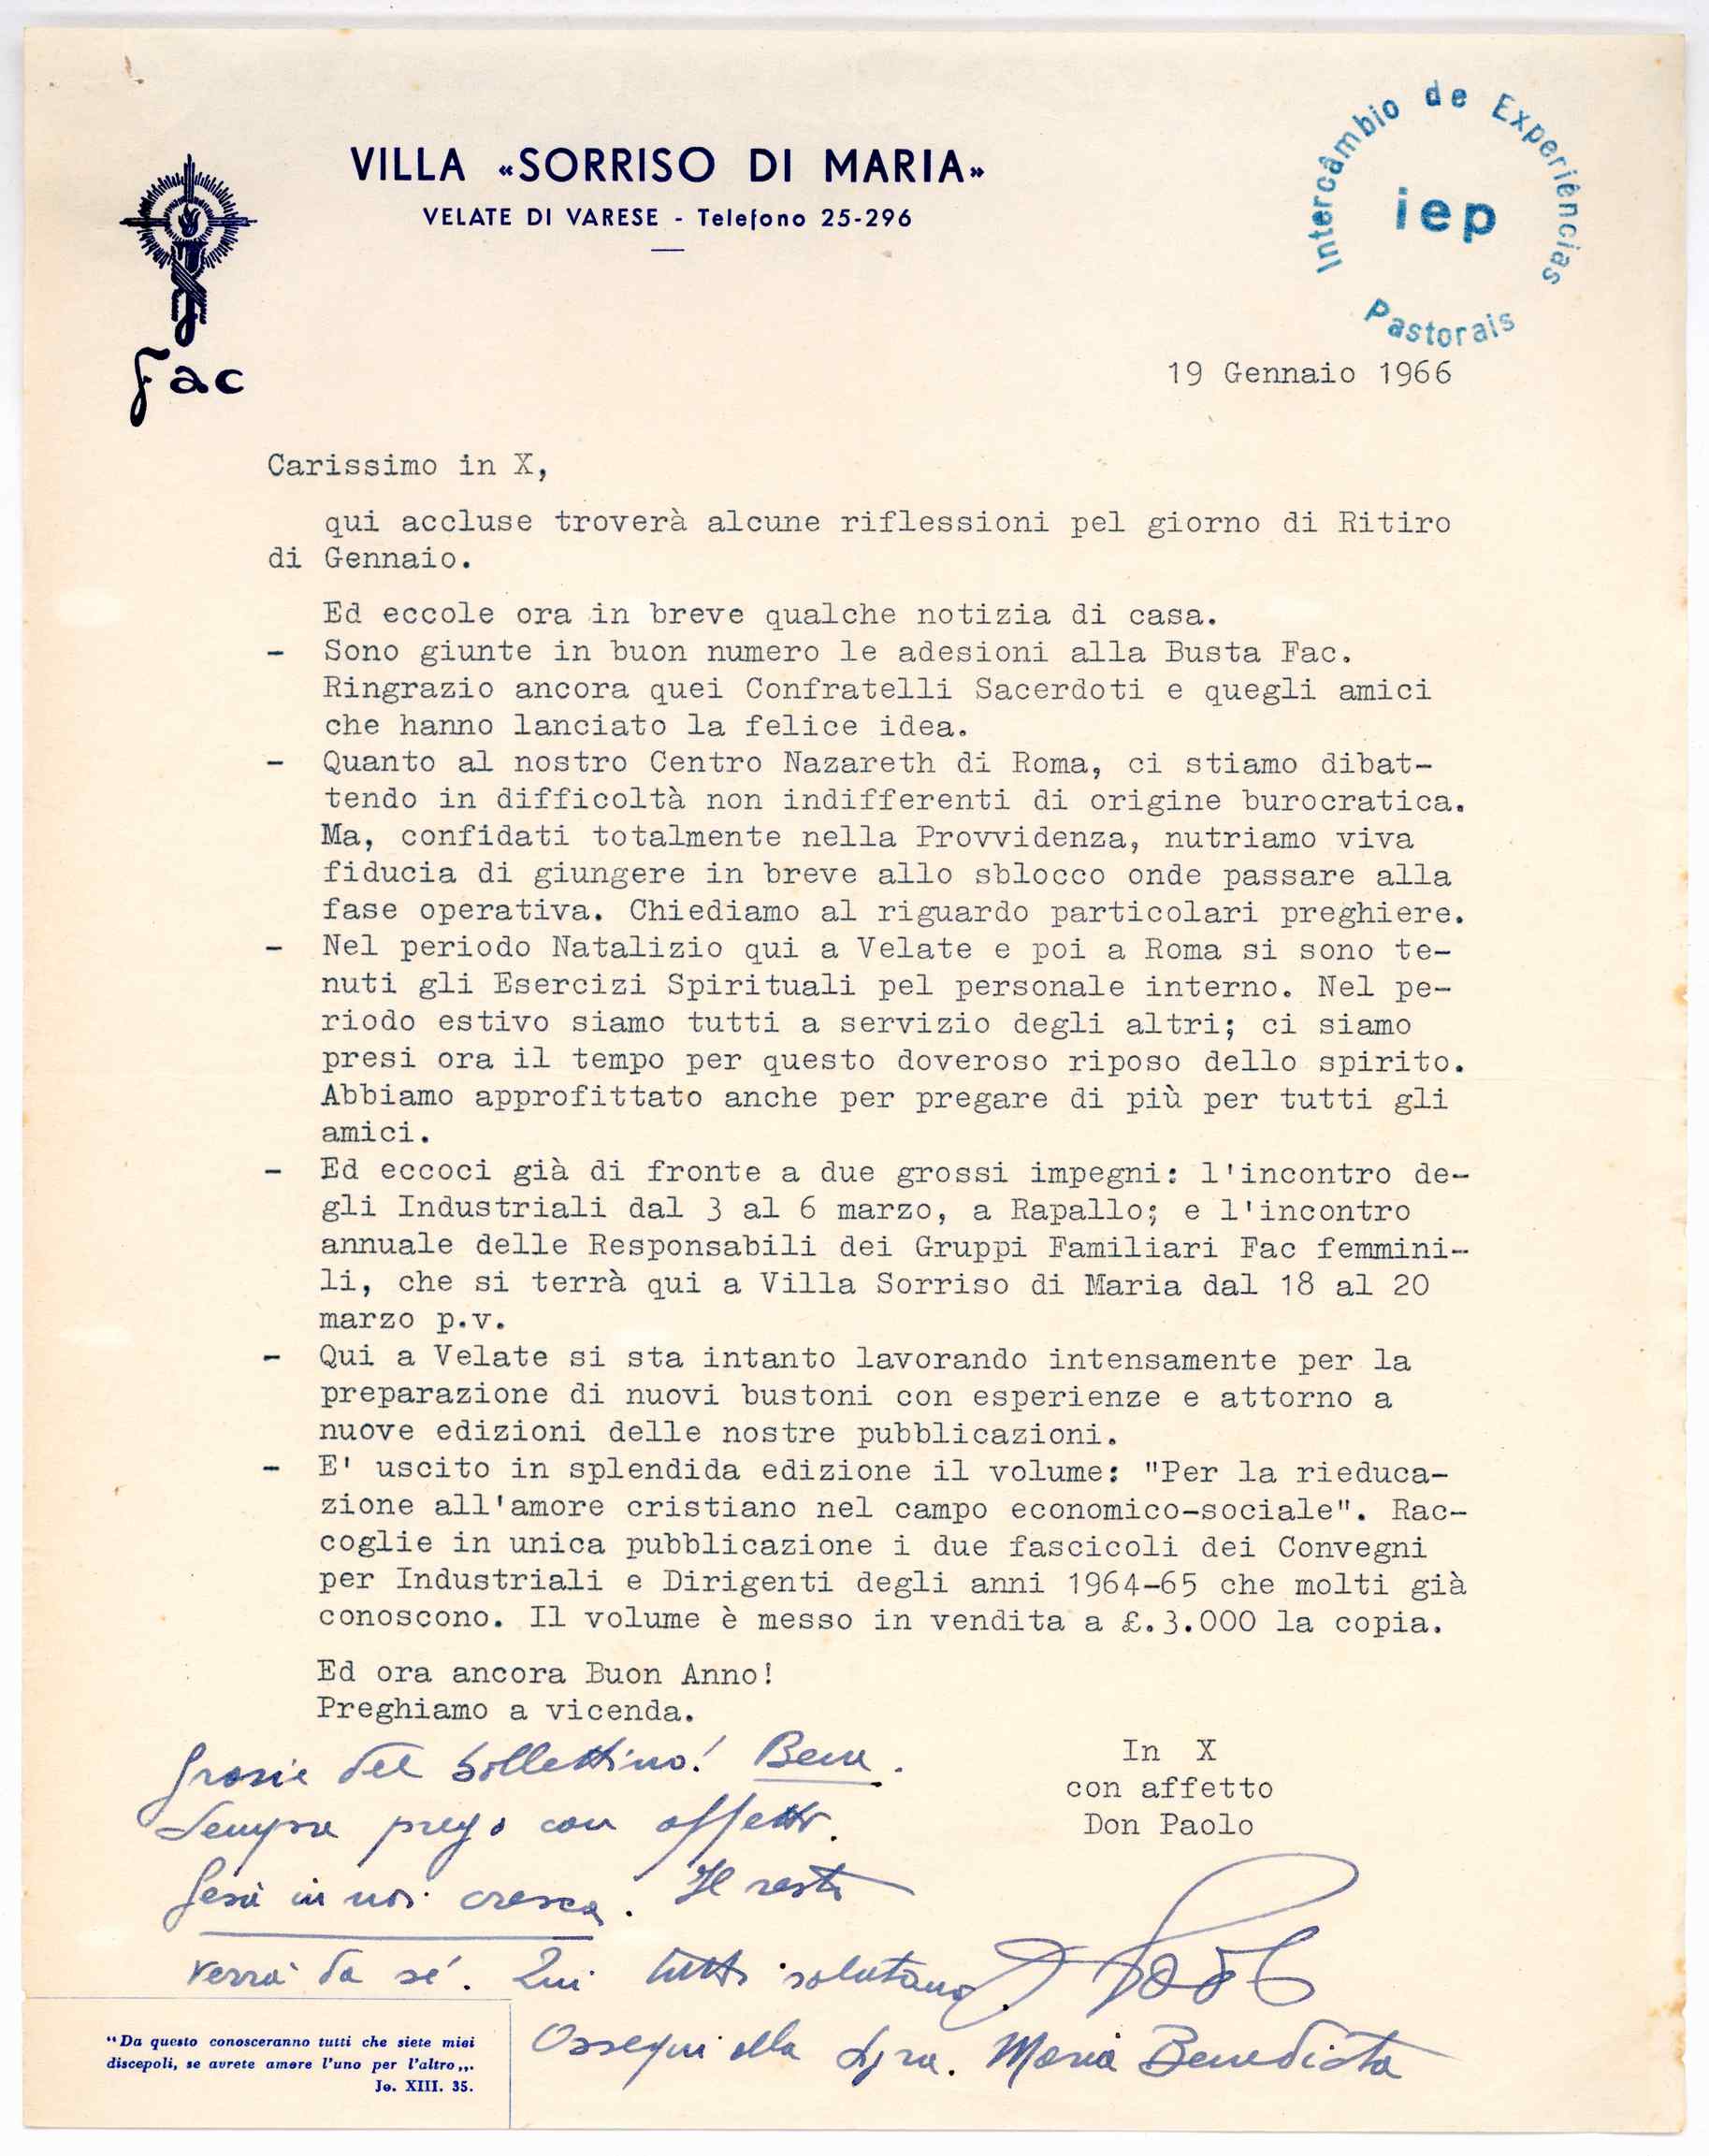 VILLA «SORRISO DI MARIA»
VELATE DI VARESE - Telefono 25-296
Fac
Intercâmbio de Experiências
iep
Pastorais
19 Gennaio 1966
Carissimo in X,
qui accluse troverà alcune riflessioni pel giorno di Ritiro
di Gennaio.
Ed eccole ora in breve qualche notizia di casa.
- Sono giunte in buon numero le adesioni alla Busta Fac.
Ringrazio ancora quei Confratelli Sacerdoti e quegli amici
che hanno lanciato la felice idea.
- Quanto al nostro Centro Nazareth di Roma, ci stiamo dibat-
tendo in difficoltà non indifferenti di origine burocratica.
Ma, confidati totalmente nella Provvidenza, nutriamo viva
fiducia di giungere in breve allo sblocco onde passare alla
fase operativa. Chiediamo al riguardo particolari preghiere.
- Nel periodo Natalizio qui a Velate e poi a Roma si sono te-
nuti gli Esercizi Spirituali pel personale interno. Nel pe-
riodo estivo siamo tutti a servizio degli altri; ci siamo
presi ora il tempo per questo doveroso riposo dello spirito.
Abbiamo approfittato anche per pregare di più per tutti gli
amici.
- Ed eccoci già di fronte a due grossi impegni: l'incontro de-
gli Industriali dal 3 al 6 marzo, a Rapallo; e l'incontro
annuale delle Responsabili dei Gruppi Familiari Fac femmini-
li, che si terrà qui a Villa Sorriso di Maria dal 18 al 20
marzo p.v.
- Qui a Velate si sta intanto lavorando intensamente per la
preparazione di nuovi bustoni con esperienze e attorno a
nuove edizioni delle nostre pubblicazioni.
- E' uscito in splendida edizione il volume: "Per la rieduca-
zione all'amore cristiano nel campo economico-sociale". Rac-
coglie in unica pubblicazione i due fascicoli dei Convegni
per Industriali e Dirigenti degli anni 1964-65 che molti già
conoscono. Il volume è messo in vendita a £.3.000 la copia.
Ed ora ancora Buon Anno!
Preghiamo a vicenda.
In X
con affetto
Don Paolo
Grazie del bollettino! Bene.
Sempre prego con affetto.
Gesù in noi cresca. Il resto
verrà da sé. Qui tutti salutano.
Ossequi alla Sig.ra. Maria Benedicta
“Da questo conosceranno tutti che siete miei
discepoli, se avrete amore l'uno per l'altro„.
Jo. XIII. 35.